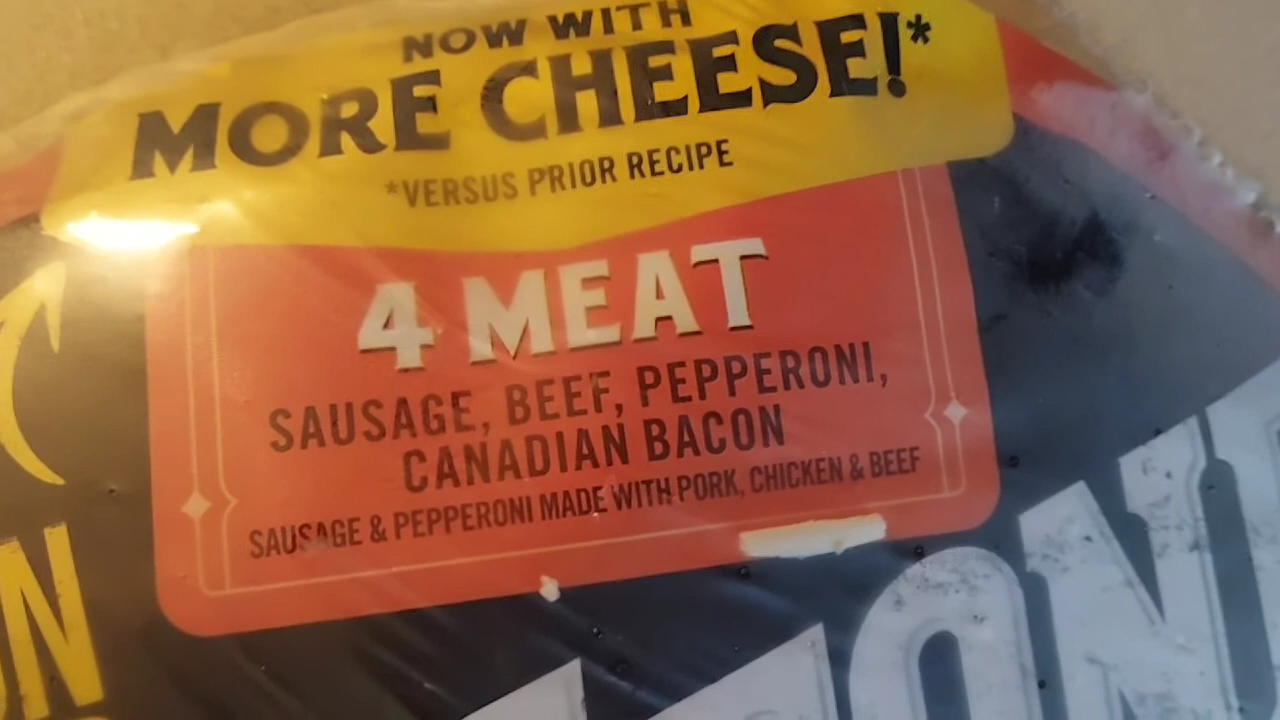 NOW WITH
MORE CHEESE!*
*VERSUS PRIOR RECIPE
4 MEAT
SAUSAGE, BEEF, PEPPERONI,
CANADIAN BACON
SAUSAGE & PEPPERONI MADE WITH PORK, CHICKEN & BEEF